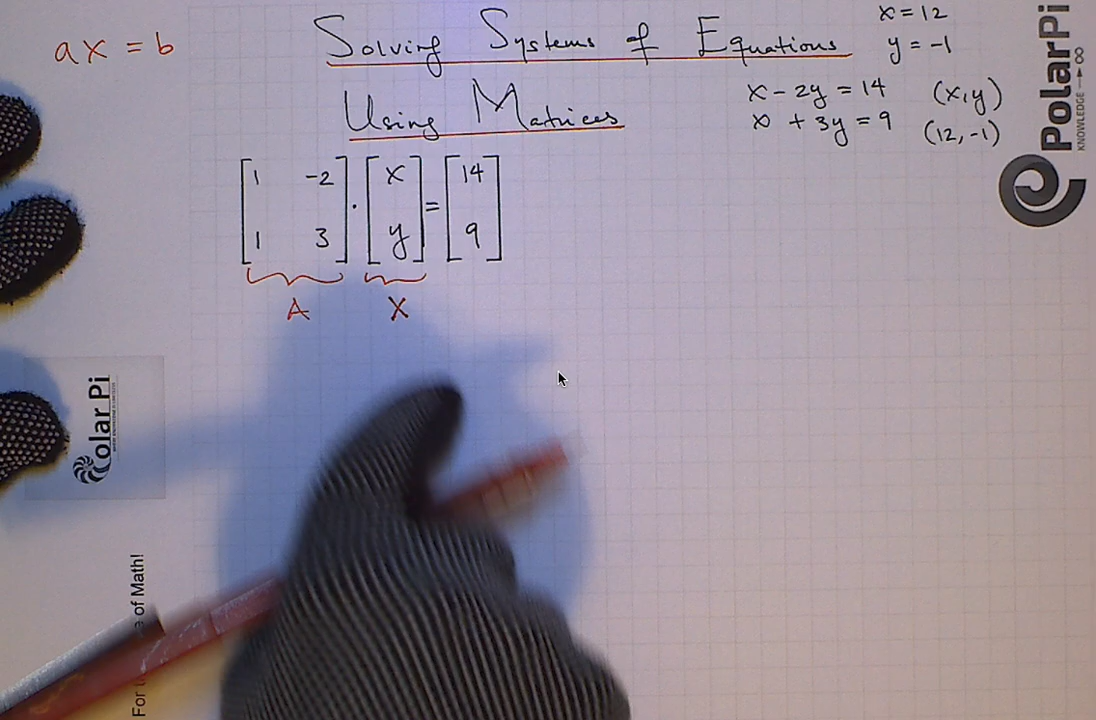 ax = b
Solving Systems of Equations
Using Matrices
x = 12
y = -1
x - 2y = 14 (x,y)
x + 3y = 9 (12,-1)
PolarPi
KNOWLEDGE → ∞
[1 -2] · [x] = [14]
[1 3] [y] [9]
A X
olar Pi
For of Math!